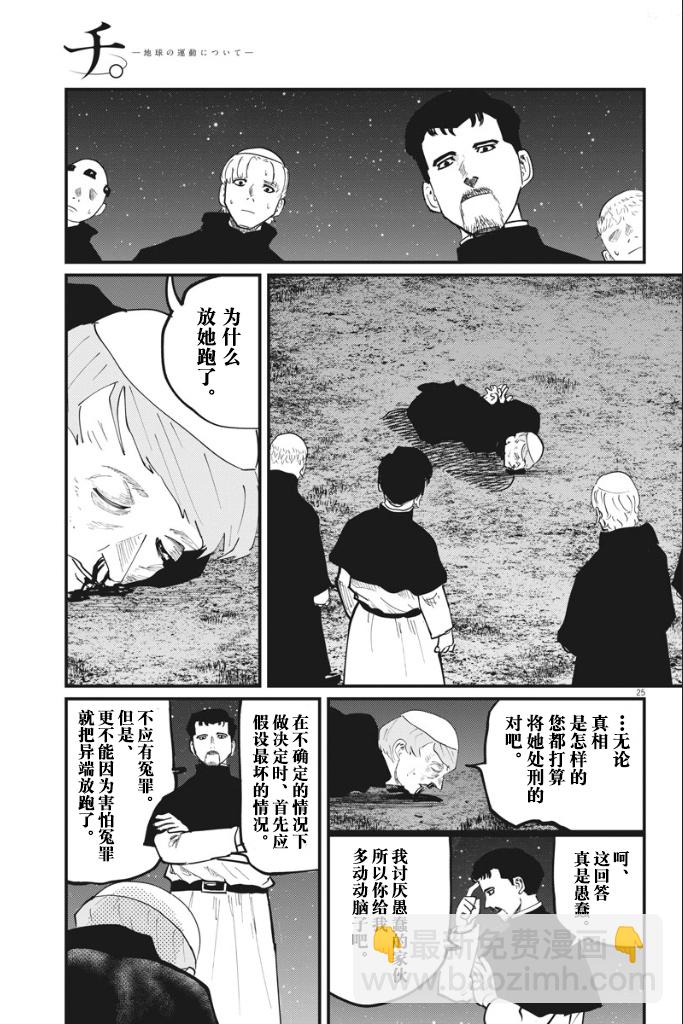 チ。
—地球の運動について—
为什么
放她跑了。
25
…无论
真相
是怎样的
您都打算
将她处刑的
对吧。
呵、
这回答
真是愚蠢。
我讨厌愚蠢的家伙
所以你给我
多动动脑子吧。
在不确定的情况下
做决定时、首先应
假设最坏的情况。
不应有冤罪。
但是、
更不能因为害怕冤罪
就把异端放跑了。
最新免费漫画
www.baozimh.com